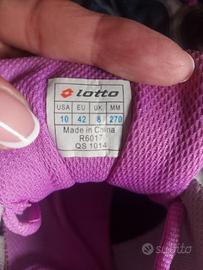 lotto
USA EU UK MM
10 42 8 270
Made in China
R6017
QS 1014
subito